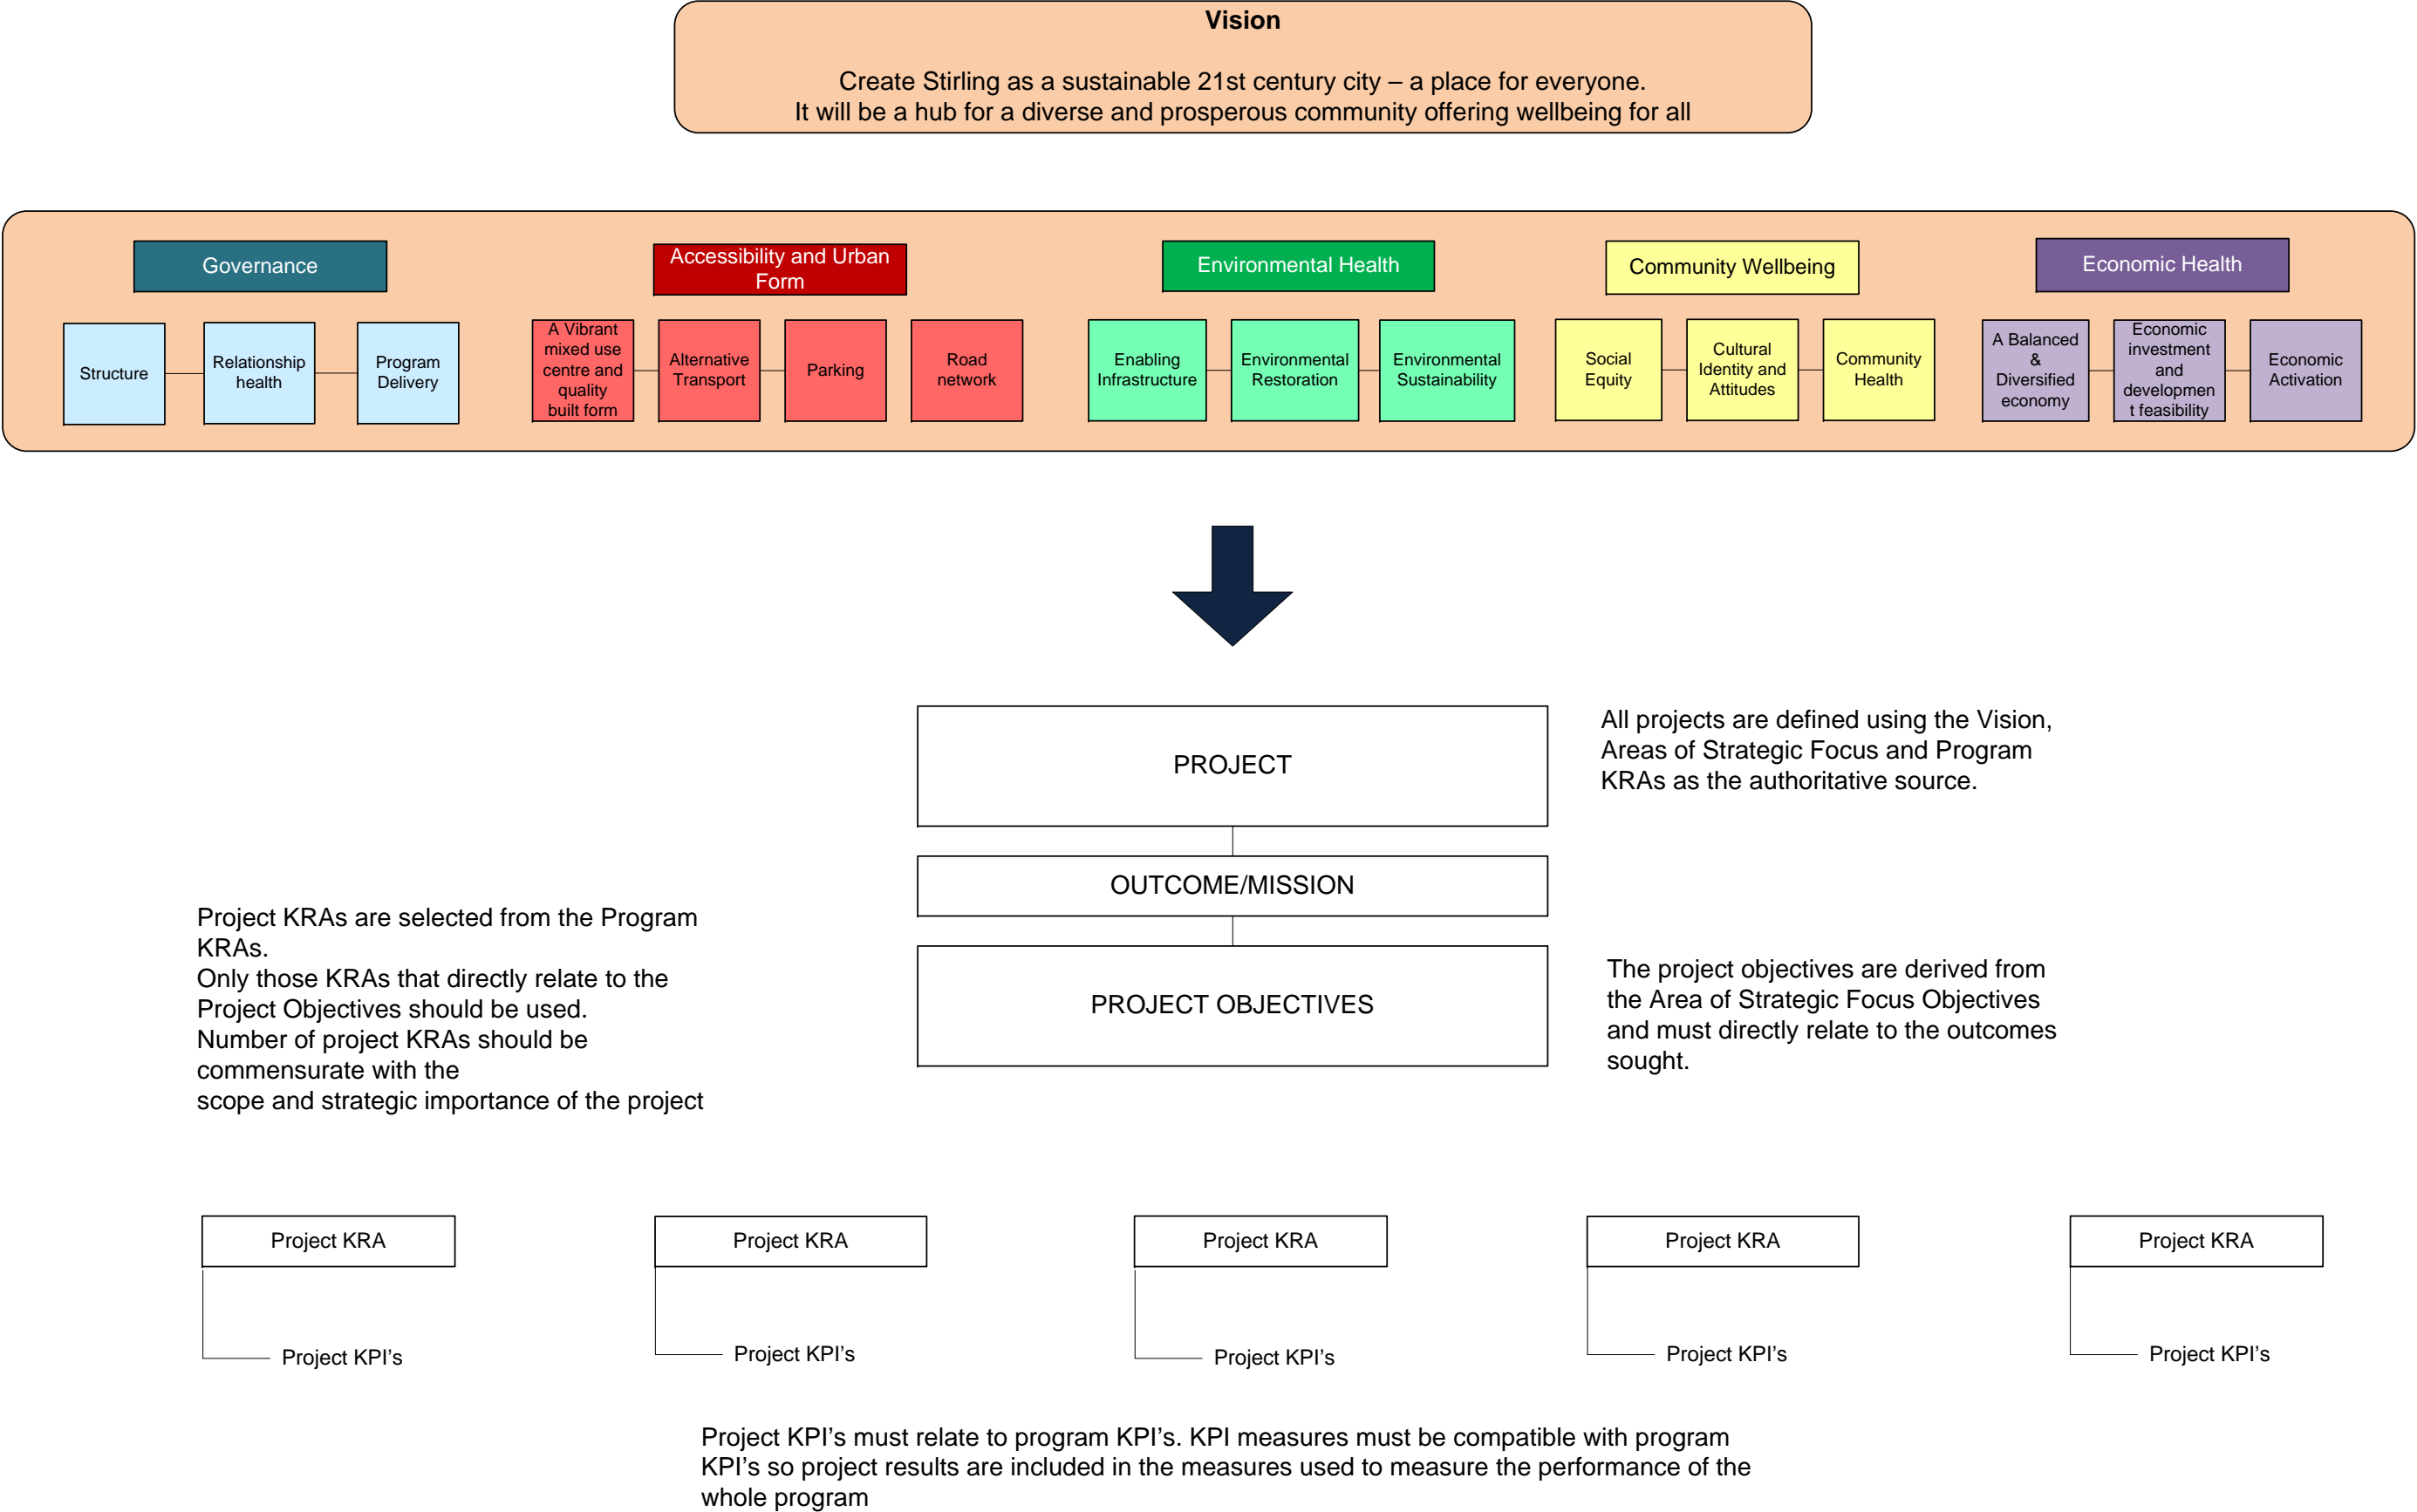 Vision
Create Stirling as a sustainable 21st century city – a place for everyone.
It will be a hub for a diverse and prosperous community offering wellbeing for all
Governance
Structure
Relationship
health
Program
Delivery
Accessibility and Urban
Form
A Vibrant
mixed use
centre and
quality
built form
Alternative
Transport
Parking
Road
network
Environmental Health
Enabling
Infrastructure
Environmental
Restoration
Environmental
Sustainability
Community Wellbeing
Social
Equity
Cultural
Identity and
Attitudes
Community
Health
Economic Health
A Balanced
&
Diversified
economy
Economic
investment
and
developmen
t feasibility
Economic
Activation
PROJECT
All projects are defined using the Vision,
Areas of Strategic Focus and Program
KRAs as the authoritative source.
OUTCOME/MISSION
Project KRAs are selected from the Program
KRAs.
Only those KRAs that directly relate to the
Project Objectives should be used.
Number of project KRAs should be
commensurate with the
scope and strategic importance of the project
PROJECT OBJECTIVES
The project objectives are derived from
the Area of Strategic Focus Objectives
and must directly relate to the outcomes
sought.
Project KRA
Project KRA
Project KRA
Project KRA
Project KRA
Project KPI’s
Project KPI’s
Project KPI’s
Project KPI’s
Project KPI’s
Project KPI’s must relate to program KPI’s. KPI measures must be compatible with program
KPI’s so project results are included in the measures used to measure the performance of the
whole program